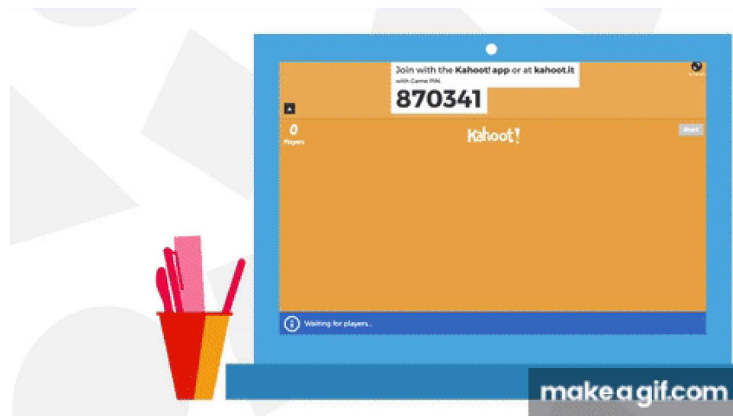 Join with the Kahoot! app or at kahoot.it
with Game PIN:
870341
0
Players
Kahoot!
Start
Waiting for players...
makeagif.com